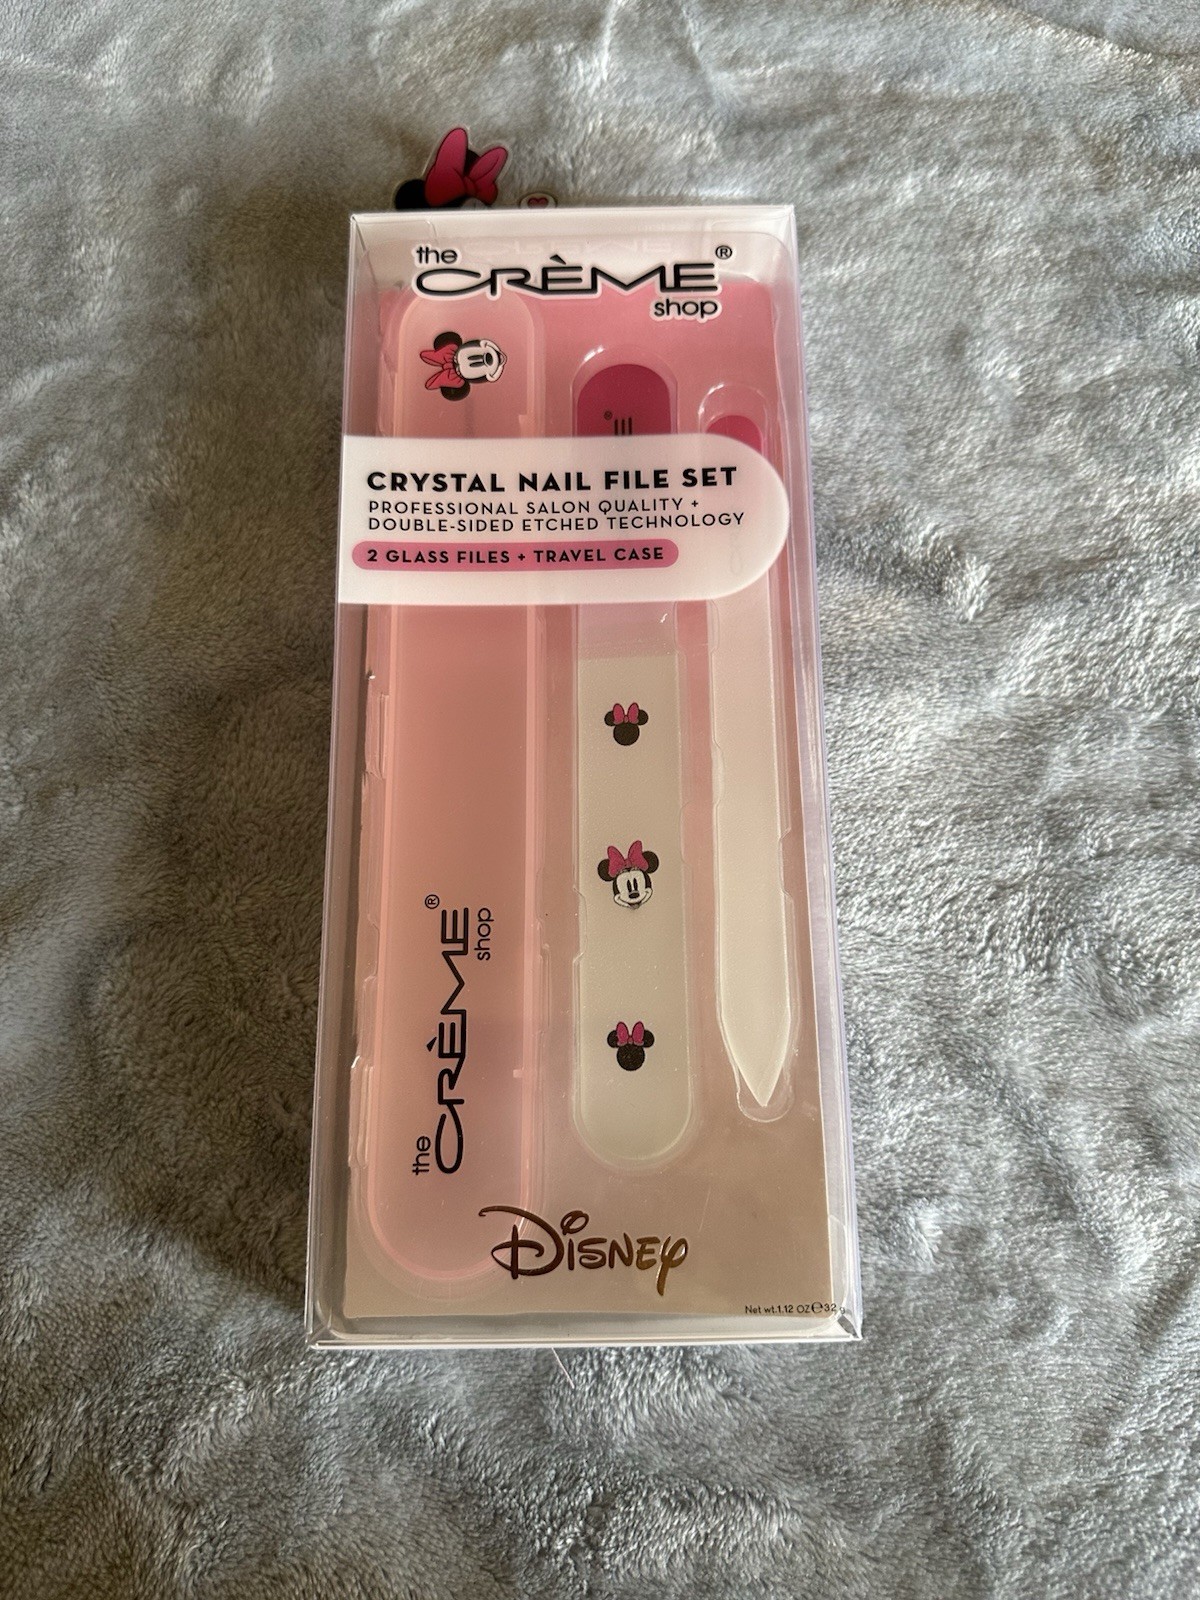 the
CRÈME®
shop
CRYSTAL NAIL FILE SET
PROFESSIONAL SALON QUALITY +
DOUBLE-SIDED ETCHED TECHNOLOGY
2 GLASS FILES + TRAVEL CASE
the
CRÈME®
shop
Disney
Net wt.1.12 OZ℮32 g